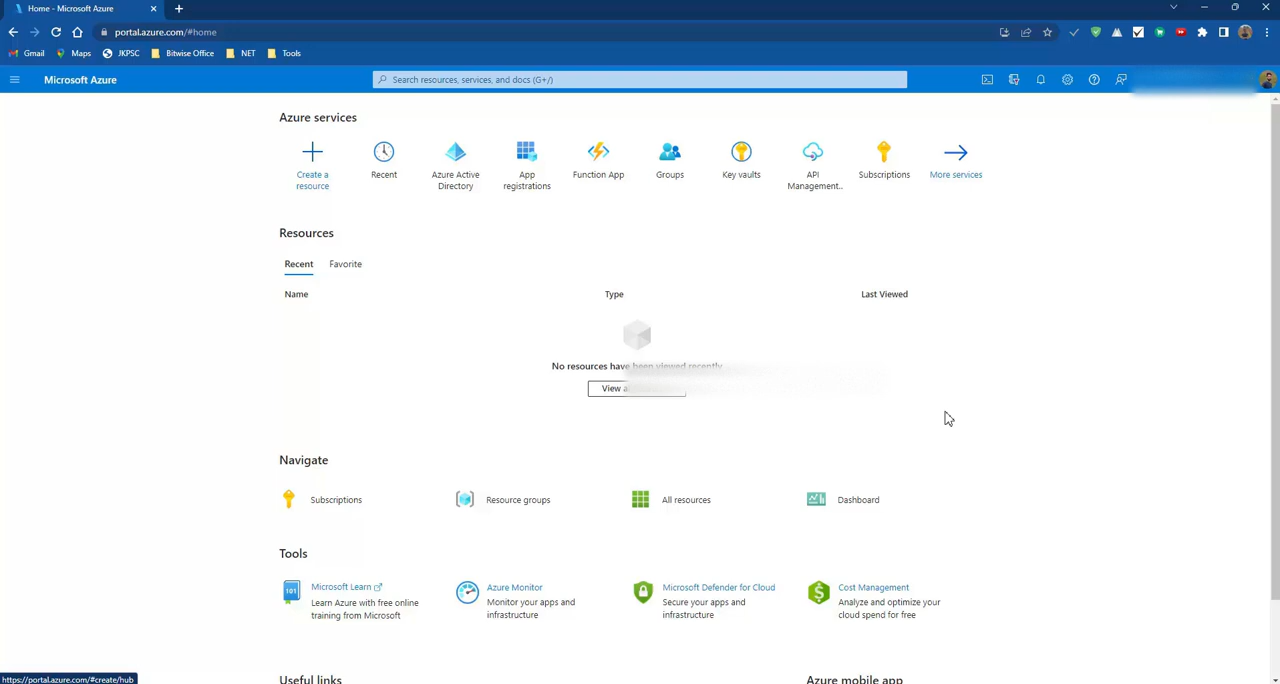 Home - Microsoft Azure
portal.azure.com/#home
Gmail Maps JKPSC Bitwise Office NET Tools
Microsoft Azure
Search resources, services, and docs (G+/)
Azure services
Create a resource
Recent
Azure Active Directory
App registrations
Function App
Groups
Key vaults
API Management..
Subscriptions
More services
Resources
Recent Favorite
Name Type Last Viewed
No resources have been viewed recently
View
Navigate
Subscriptions Resource groups All resources Dashboard
Tools
Microsoft Learn
Learn Azure with free online
training from Microsoft
Azure Monitor
Monitor your apps and
infrastructure
Microsoft Defender for Cloud
Secure your apps and
infrastructure
Cost Management
Analyze and optimize your
cloud spend for free
Useful links Azure mobile app
https://portal.azure.com/#create/hub